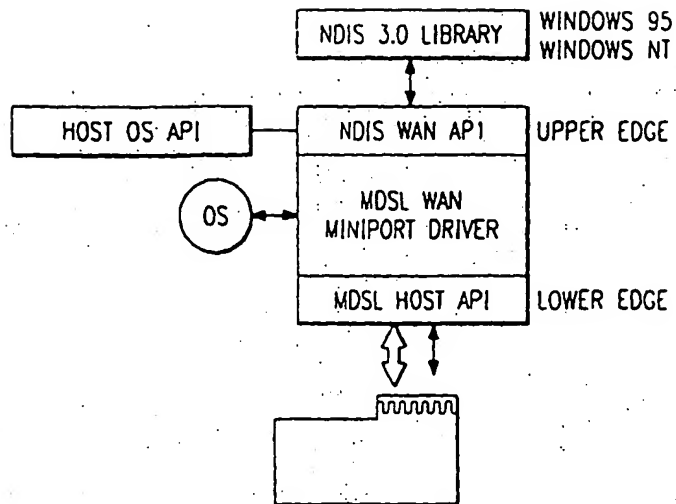 NDIS 3.0 LIBRARY
WINDOWS 95
WINDOWS NT
HOST OS API
NDIS WAN AP1
UPPER EDGE
OS
MDSL WAN
MINIPORT DRIVER
MDSL HOST API
LOWER EDGE